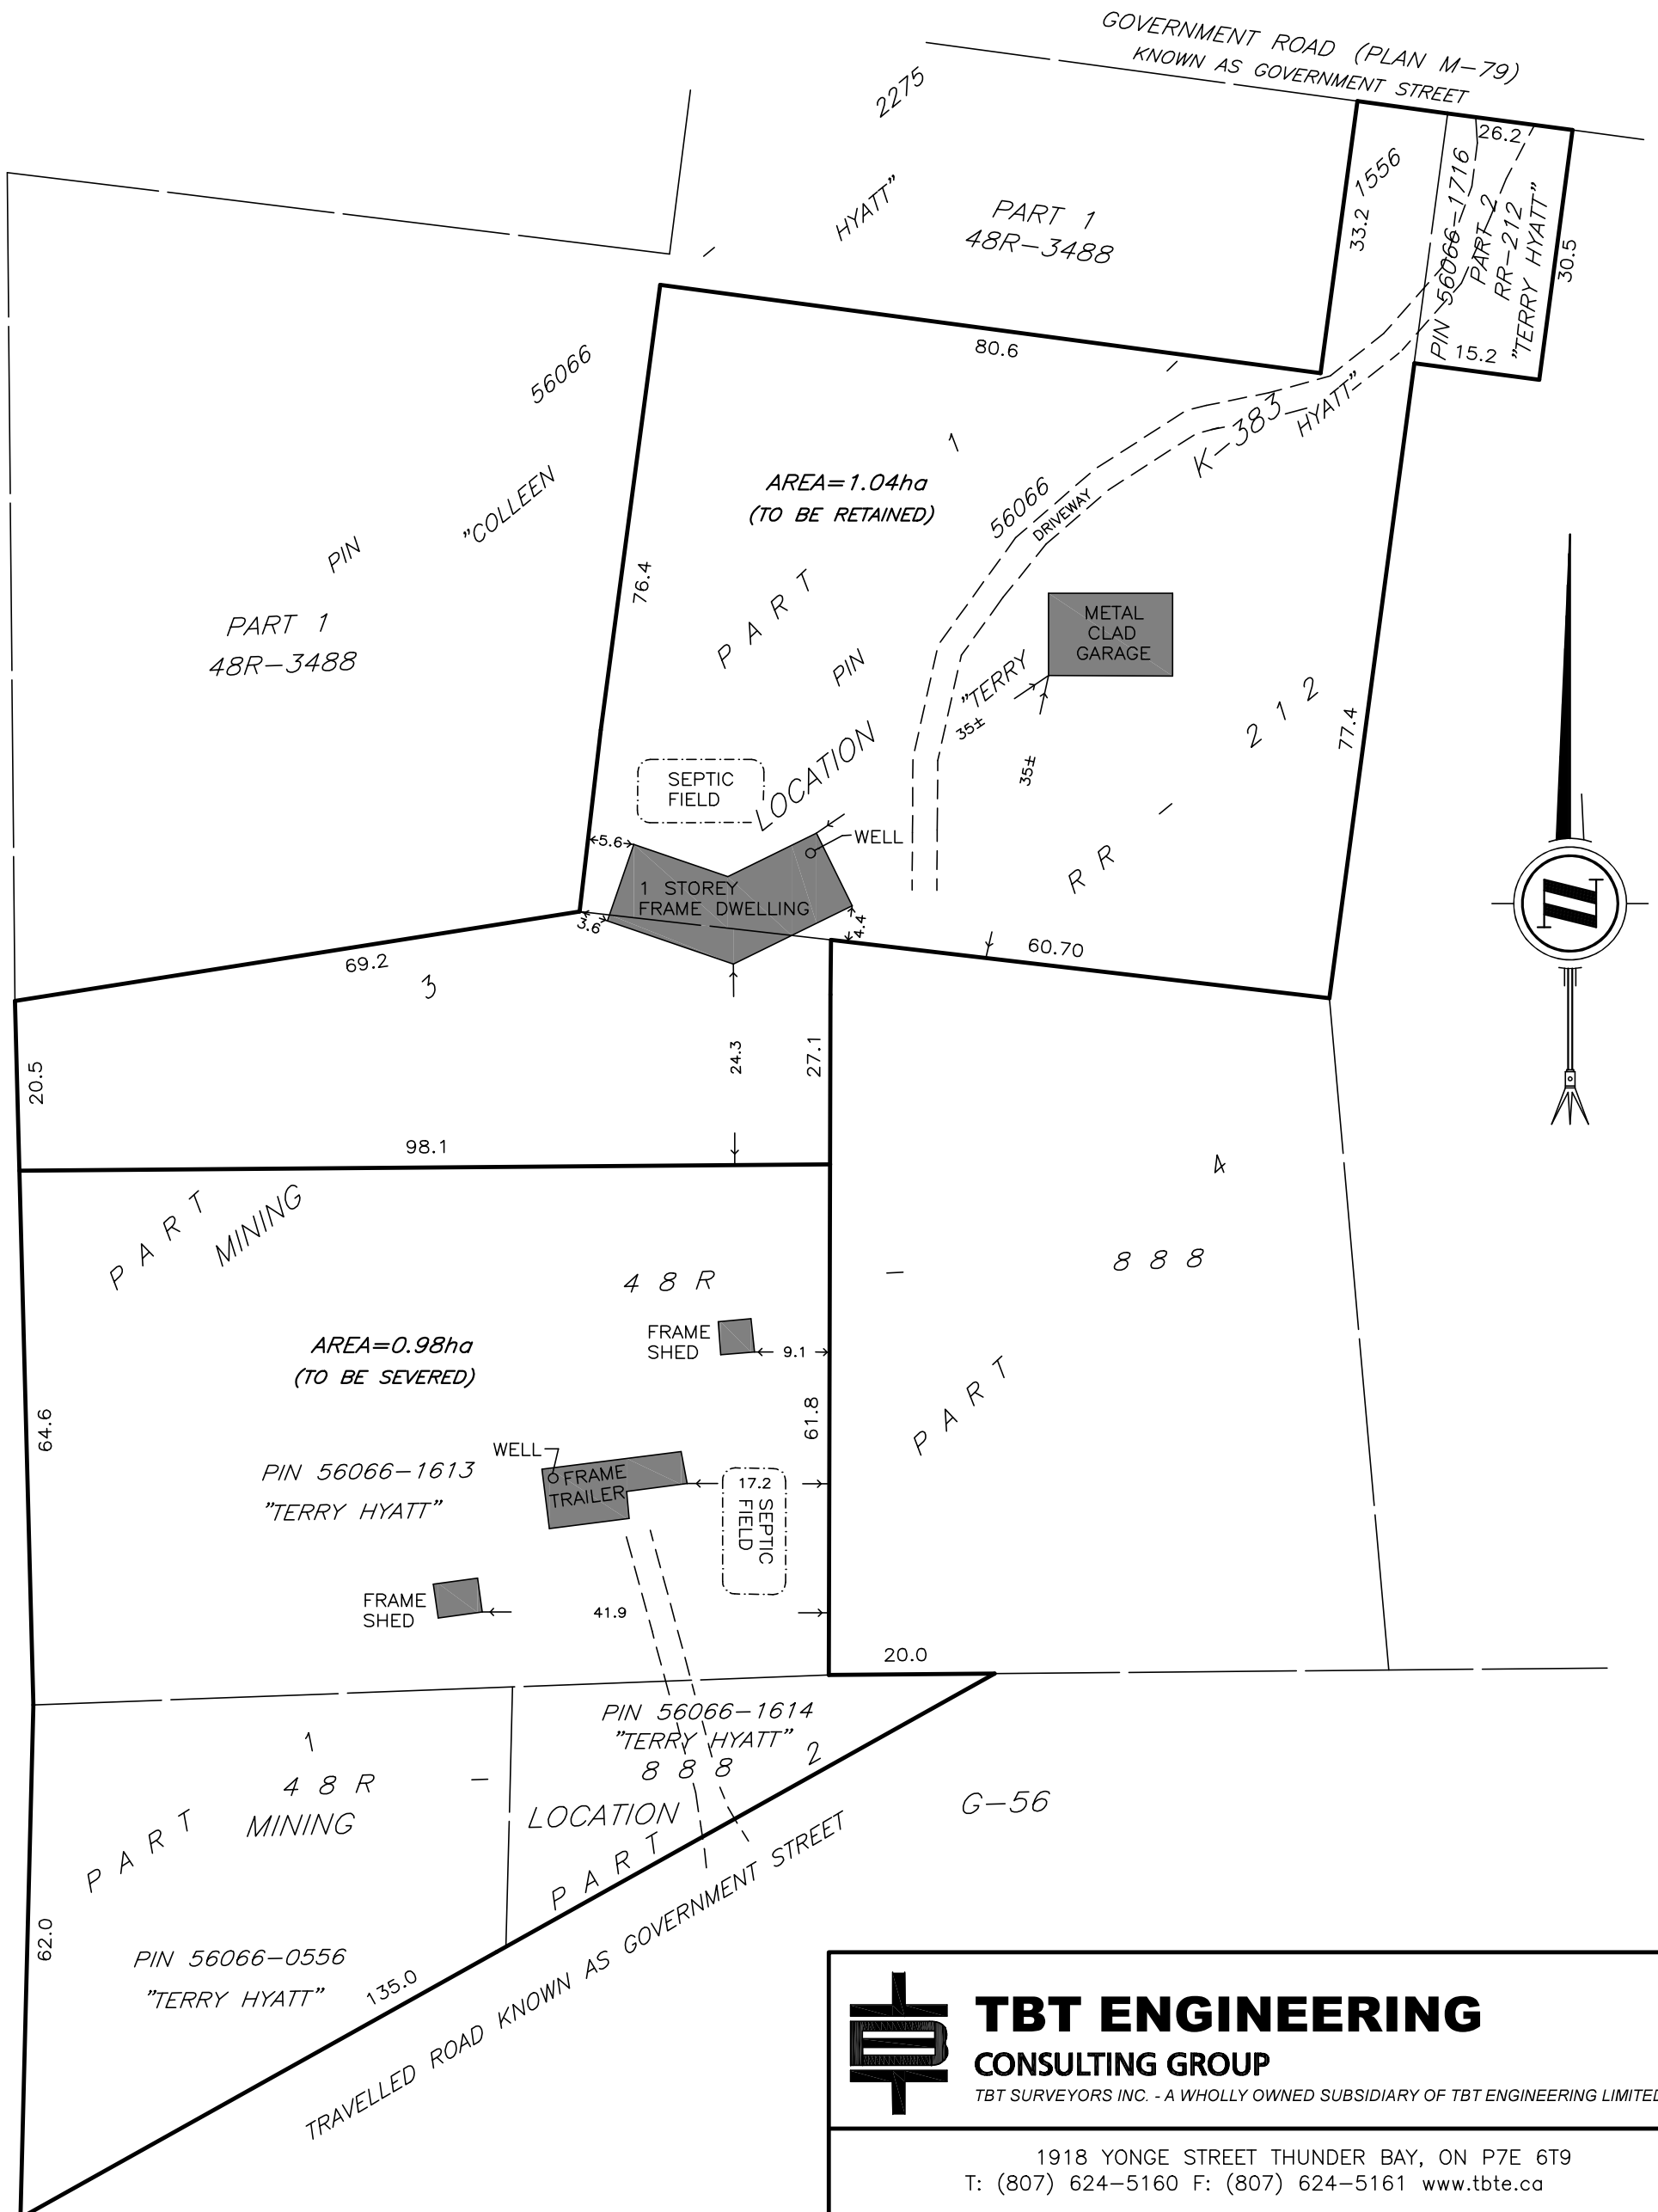 GOVERNMENT ROAD (PLAN M-79)
KNOWN AS GOVERNMENT STREET
2275
HYATT"
-
PART 1
48R-3488
1556
33.2
26.2
PIN 56066-1716
PART 2
RR-212
"TERRY HYATT"
30.5
15.2
80.6
56066
"COLLEEN
PIN
PART 1
48R-3488
76.4
1
AREA=1.04ha
(TO BE RETAINED)
-
K-383
HYATT"
56066
DRIVEWAY
PART
PIN
LOCATION
"TERRY
METAL
CLAD
GARAGE
35±
35±
212
-
RR
77.4
SEPTIC
FIELD
WELL
5.6
1 STOREY
FRAME DWELLING
3.6
4.4
60.70
N
69.2
3
20.5
24.3
27.1
98.1
PART
MINING
48R
-
888
4
PART
FRAME
SHED
9.1
AREA=0.98ha
(TO BE SEVERED)
64.6
61.8
PIN 56066-1613
"TERRY HYATT"
WELL
FRAME
TRAILER
17.2
SEPTIC
FIELD
FRAME
SHED
41.9
20.0
PIN 56066-1614
"TERRY HYATT"
888
2
1
48R
-
PART
MINING
LOCATION
PART
G-56
62.0
PIN 56066-0556
"TERRY HYATT"
135.0
TRAVELLED ROAD KNOWN AS GOVERNMENT STREET
TBT ENGINEERING
CONSULTING GROUP
TBT SURVEYORS INC. - A WHOLLY OWNED SUBSIDIARY OF TBT ENGINEERING LIMITED
1918 YONGE STREET THUNDER BAY, ON P7E 6T9
T: (807) 624-5160 F: (807) 624-5161 www.tbte.ca